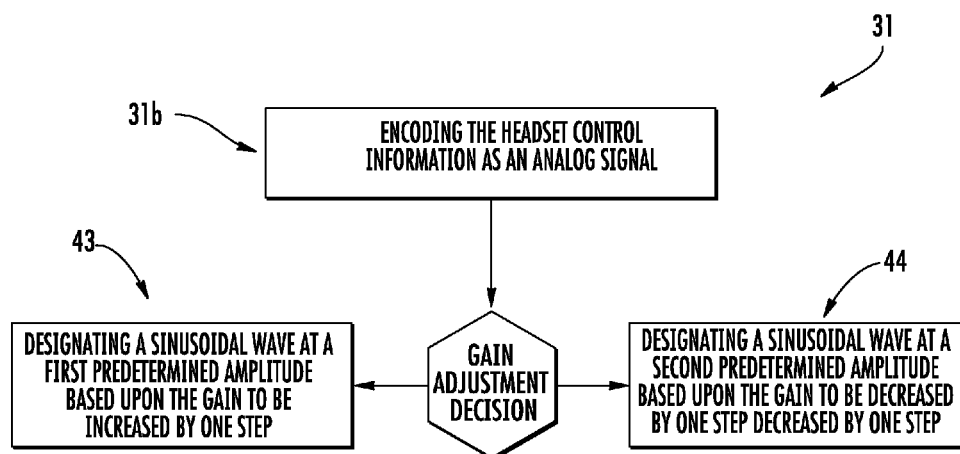 31
31b
ENCODING THE HEADSET CONTROL
INFORMATION AS AN ANALOG SIGNAL
43
44
DESIGNATING A SINUSOIDAL WAVE AT A
FIRST PREDETERMINED AMPLITUDE
BASED UPON THE GAIN TO BE
INCREASED BY ONE STEP
GAIN
ADJUSTMENT
DECISION
DESIGNATING A SINUSOIDAL WAVE AT A
SECOND PREDETERMINED AMPLITUDE
BASED UPON THE GAIN TO BE DECREASED
BY ONE STEP DECREASED BY ONE STEP